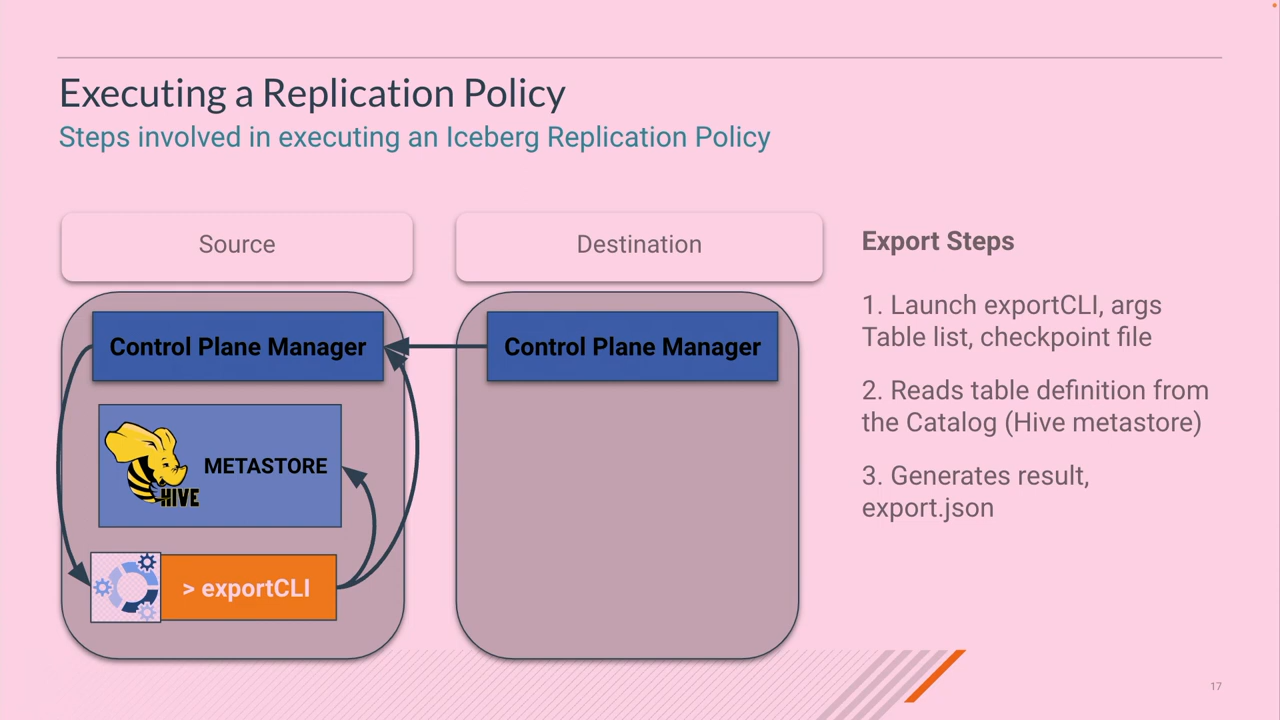 Executing a Replication Policy
Steps involved in executing an Iceberg Replication Policy
Source
Destination
Control Plane Manager
Control Plane Manager
HIVE
METASTORE
> exportCLI
Export Steps
1. Launch exportCLI, args
Table list, checkpoint file
2. Reads table definition from
the Catalog (Hive metastore)
3. Generates result,
export.json
17